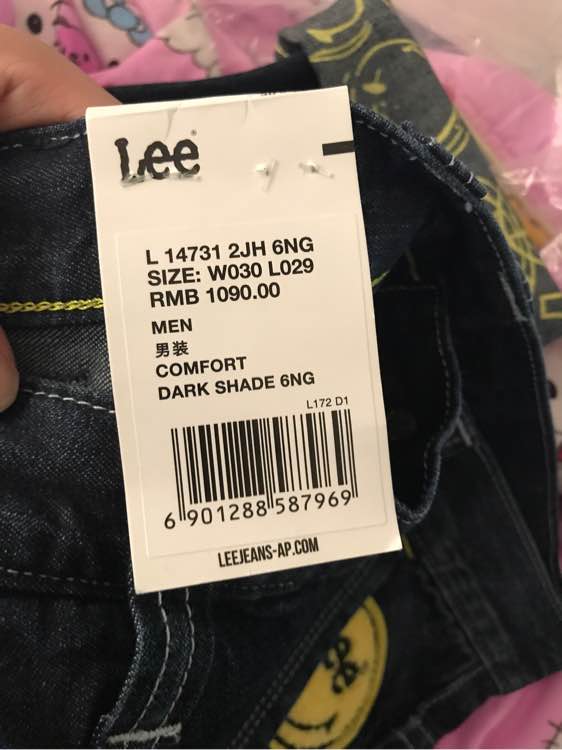 Lee
L 14731 2JH 6NG
SIZE: W030 L029
RMB 1090.00
MEN
男装
COMFORT
DARK SHADE 6NG
L172 D1
6 901288 587969
LEEJEANS-AP.COM